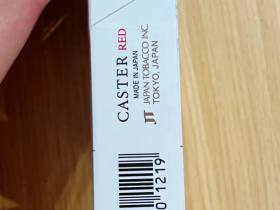 CASTER RED
MADE IN JAPAN
JT JAPAN TOBACCO INC.
TOKYO, JAPAN
01219